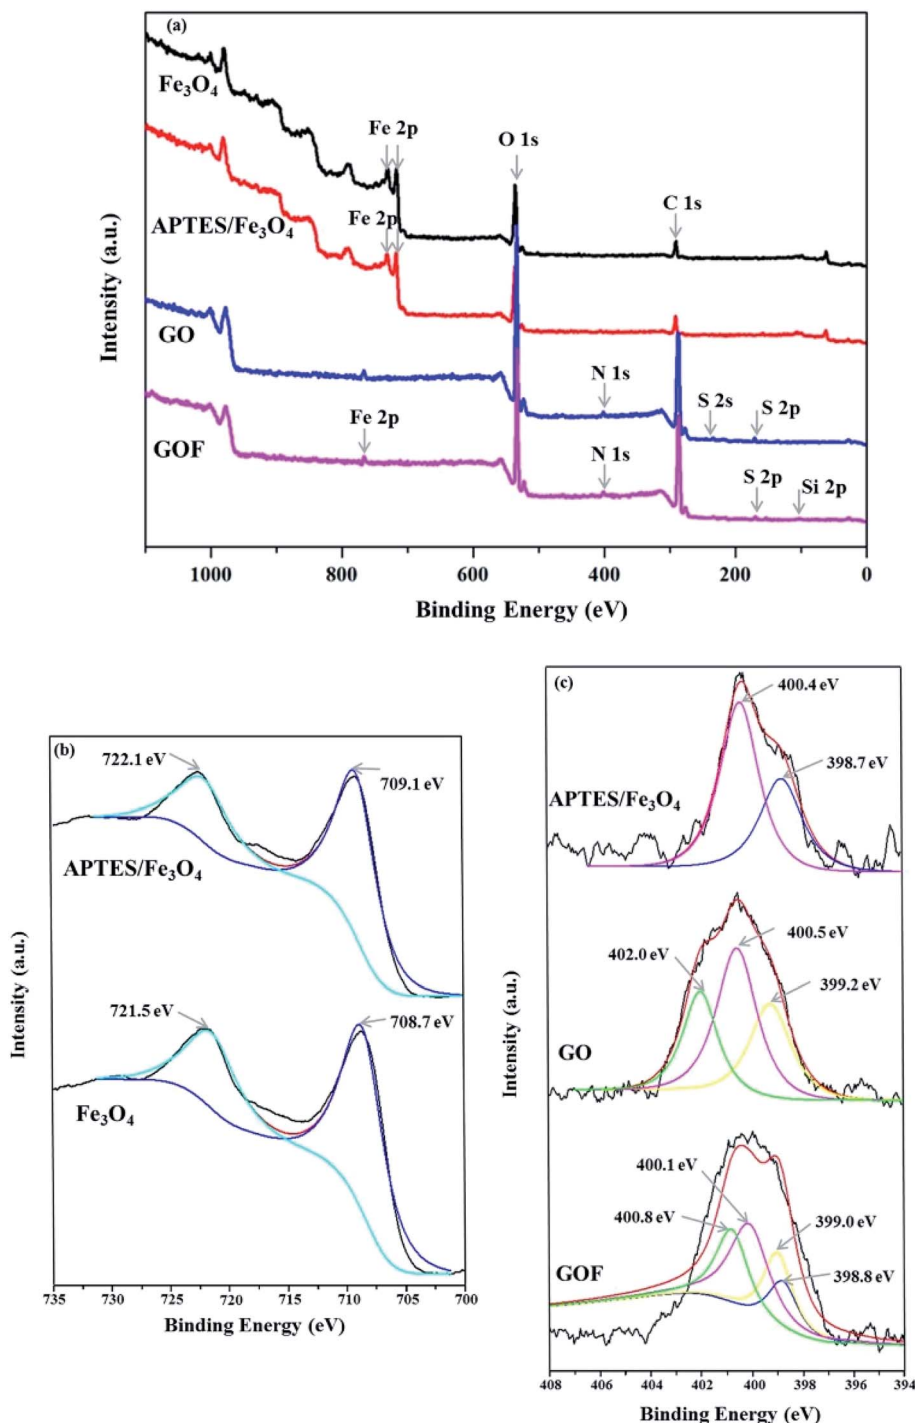 (a)
Fe₃O₄
Fe 2p
O 1s
C 1s
APTES/Fe₃O₄
Fe 2p
GO
N 1s
S 2s
S 2p
Fe 2p
GOF
N 1s
S 2p
Si 2p
Intensity (a.u.)
1000 800 600 400 200 0
Binding Energy (eV)
(b)
722.1 eV
709.1 eV
APTES/Fe₃O₄
721.5 eV
708.7 eV
Fe₃O₄
Intensity (a.u.)
735 730 725 720 715 710 705 700
Binding Energy (eV)
(c)
400.4 eV
398.7 eV
APTES/Fe₃O₄
400.5 eV
402.0 eV
399.2 eV
GO
400.1 eV
400.8 eV
399.0 eV
398.8 eV
GOF
Intensity (a.u.)
408 406 404 402 400 398 396 394
Binding Energy (eV)